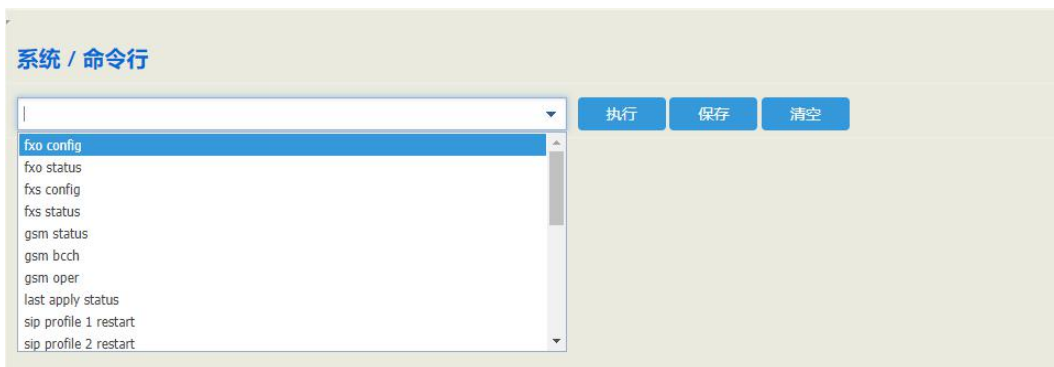 系统 / 命令行
执行 保存 清空
fxo config
fxo status
fxs config
fxs status
gsm status
gsm bcch
gsm oper
last apply status
sip profile 1 restart
sip profile 2 restart